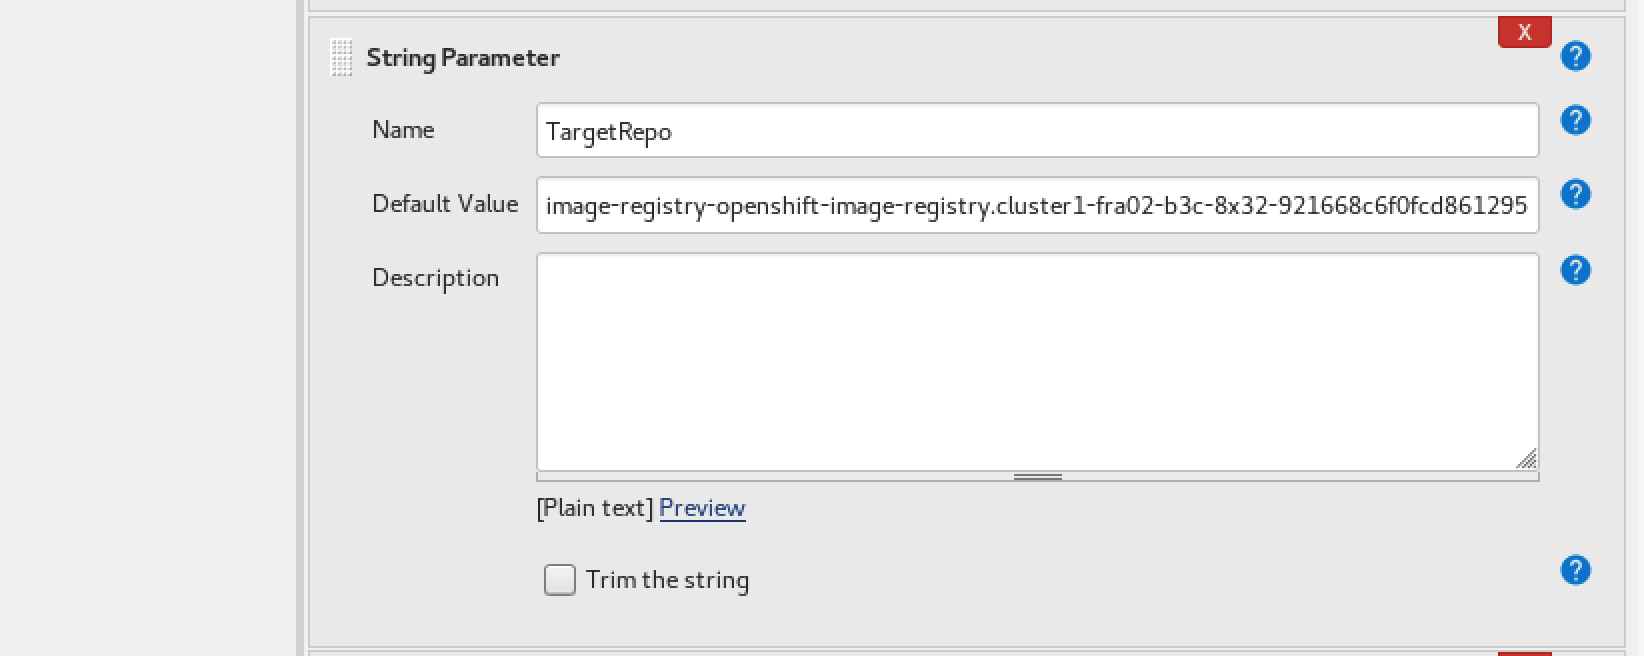 X
String Parameter
?
Name
TargetRepo
?
Default Value
image-registry-openshift-image-registry.cluster1-fra02-b3c-8x32-921668c6f0fcd861295
?
Description
?
[Plain text] Preview
Trim the string
?